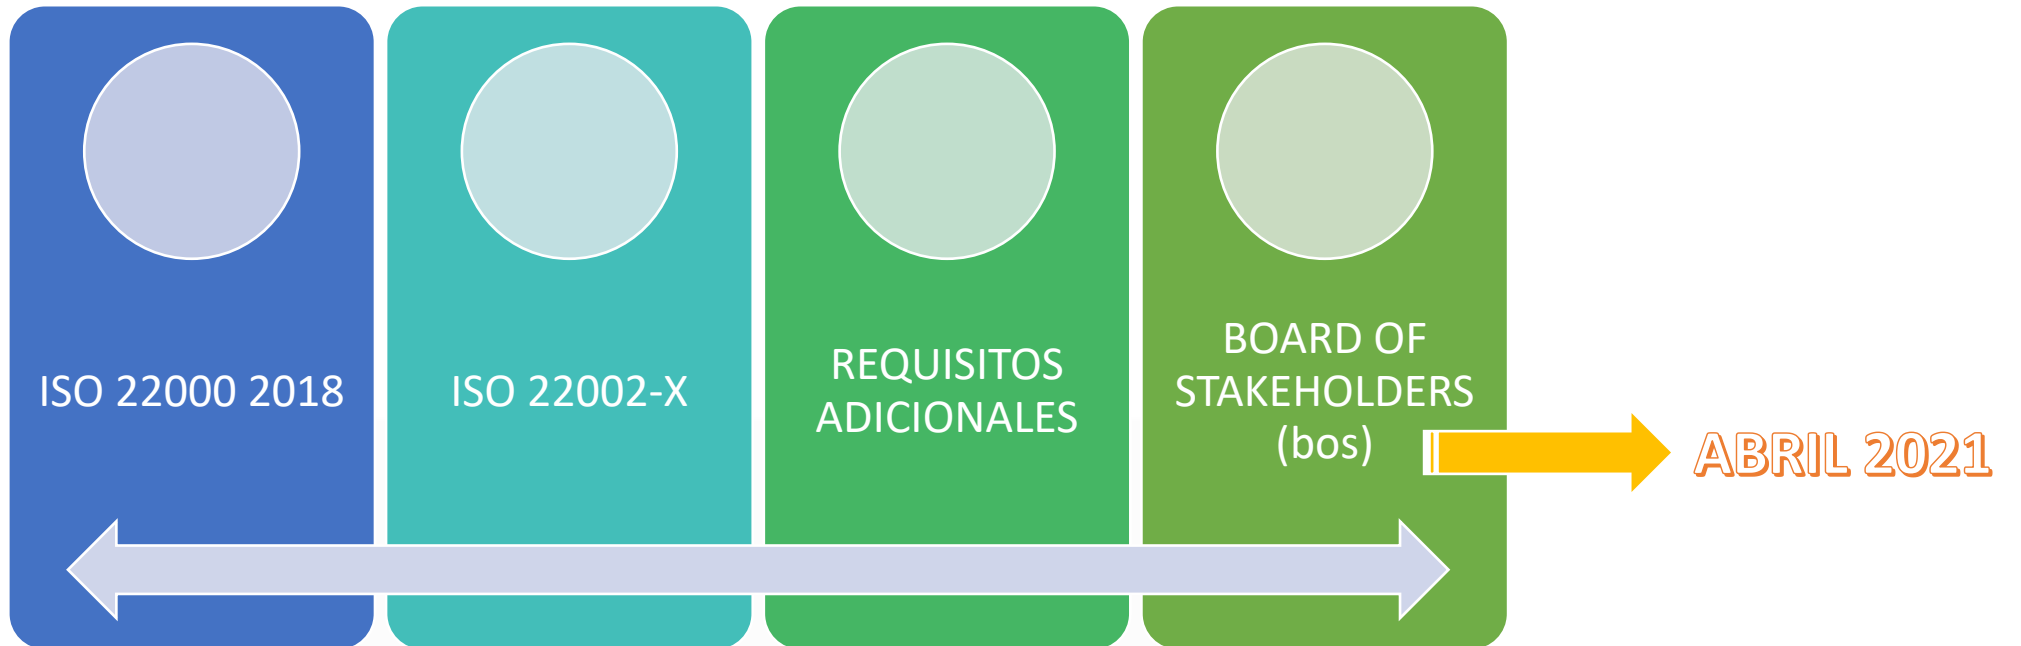 ISO 22000 2018
ISO 22002-X
REQUISITOS
ADICIONALES
BOARD OF
STAKEHOLDERS
(bos)
ABRIL 2021